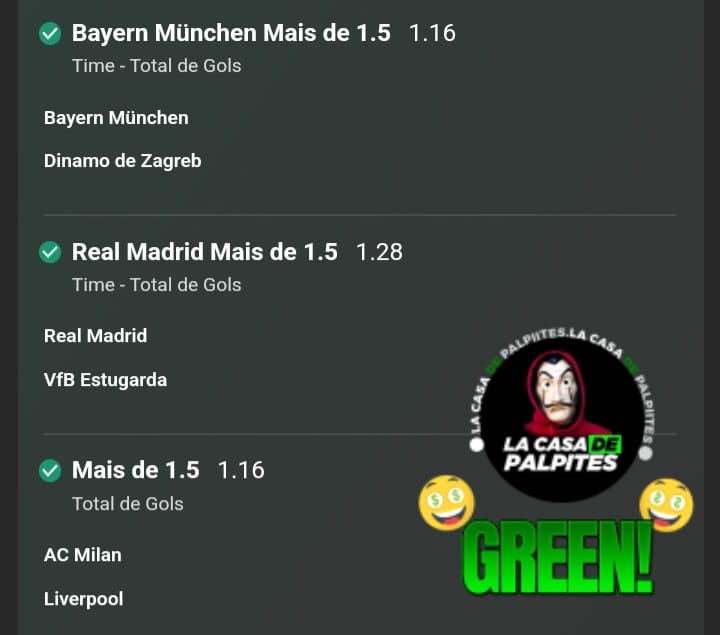 Bayern München Mais de 1.5 1.16
Time - Total de Gols
Bayern München
Dinamo de Zagreb
Real Madrid Mais de 1.5 1.28
Time - Total de Gols
Real Madrid
VfB Estugarda
Mais de 1.5 1.16
Total de Gols
AC Milan
Liverpool
LA CASA DE PALPIITES.LA CASA DE PALPIITES
LA CASA DE
PALPITES
GREEN!